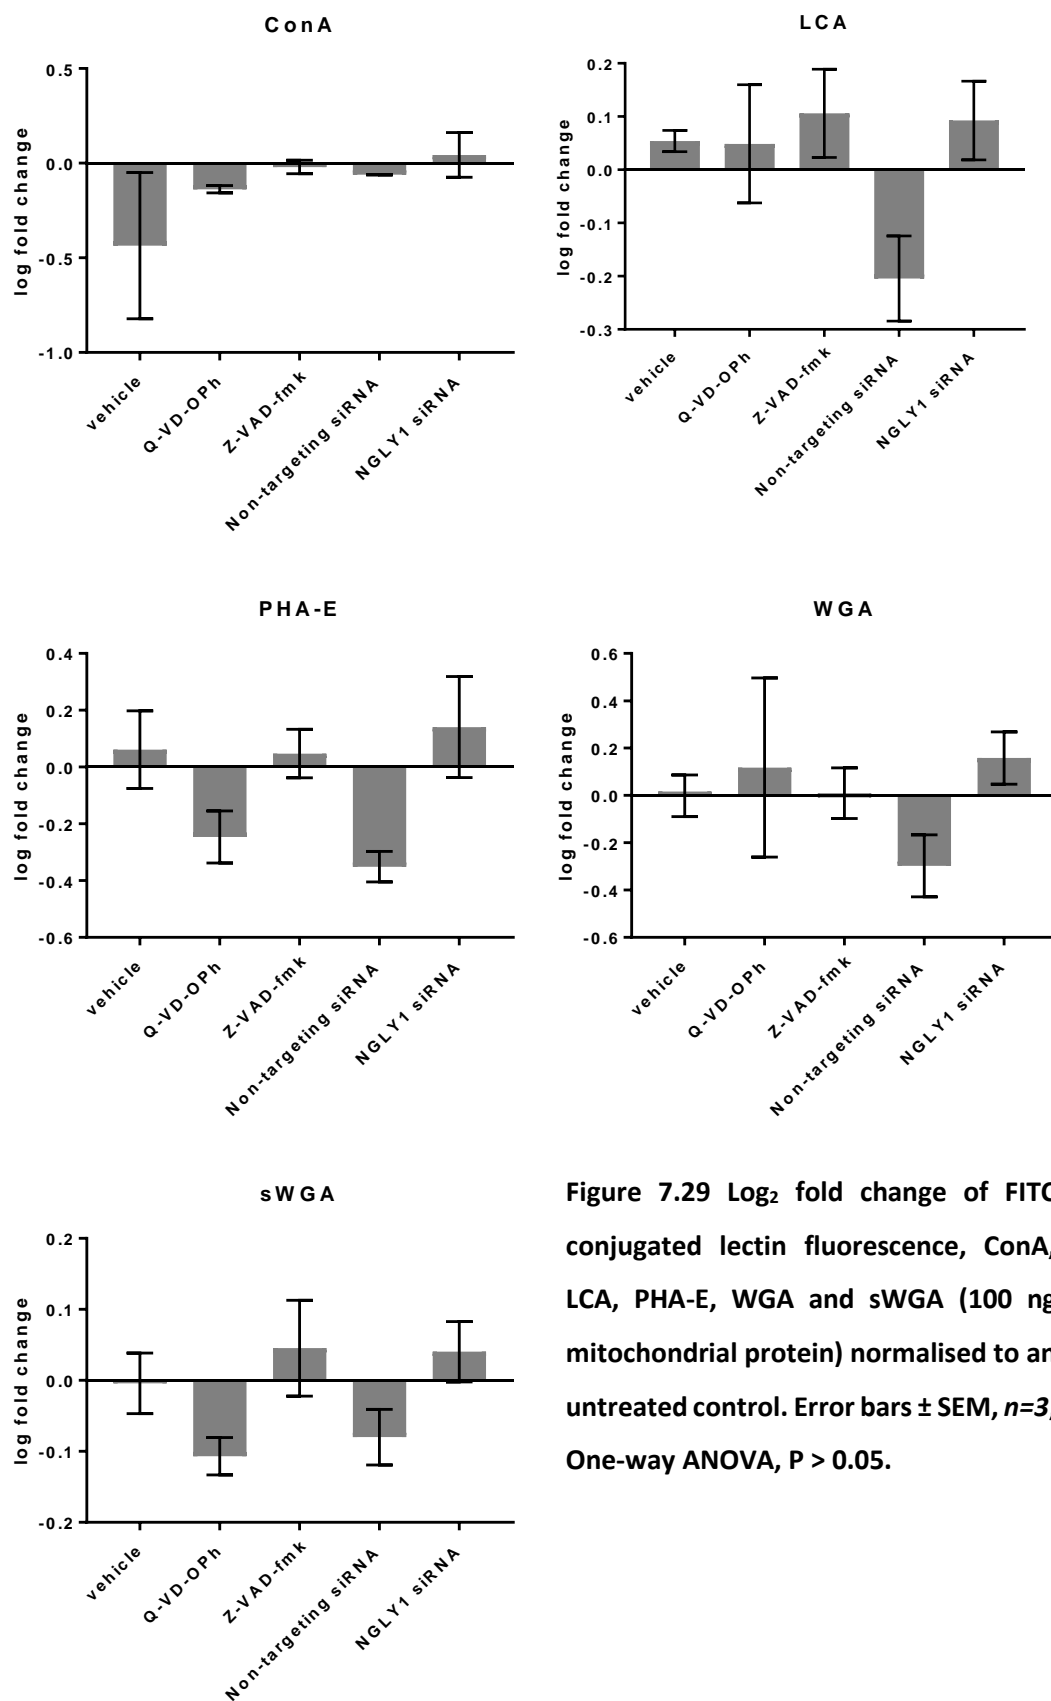 ConA
log fold change
0.5
0.0
-0.5
-1.0
vehicle
Q-VD-OPh
Z-VAD-fmk
Non-targeting siRNA
NGLY1 siRNA
LCA
log fold change
0.2
0.1
0.0
-0.1
-0.2
-0.3
vehicle
Q-VD-OPh
Z-VAD-fmk
Non-targeting siRNA
NGLY1 siRNA
PHA-E
log fold change
0.4
0.2
0.0
-0.2
-0.4
-0.6
vehicle
Q-VD-OPh
Z-VAD-fmk
Non-targeting siRNA
NGLY1 siRNA
WGA
log fold change
0.6
0.4
0.2
0.0
-0.2
-0.4
-0.6
vehicle
Q-VD-OPh
Z-VAD-fmk
Non-targeting siRNA
NGLY1 siRNA
sWGA
log fold change
0.2
0.1
0.0
-0.1
-0.2
vehicle
Q-VD-OPh
Z-VAD-fmk
Non-targeting siRNA
NGLY1 siRNA
Figure 7.29 Log₂ fold change of FITC
conjugated lectin fluorescence, ConA,
LCA, PHA-E, WGA and sWGA (100 ng
mitochondrial protein) normalised to an
untreated control. Error bars ± SEM, n=3,
One-way ANOVA, P > 0.05.